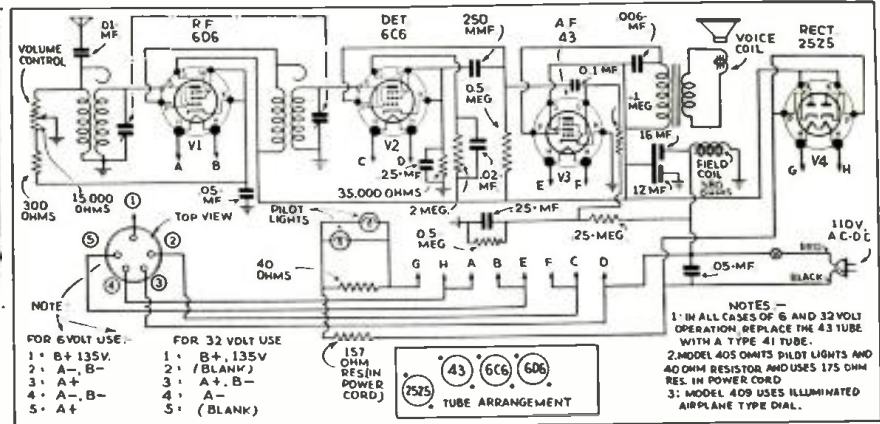 .01
MF
R F
6D6
DET
6C6
250
MMF
A F
43
.006-
MF
VOICE
COIL
RECT
25Z5
VOLUME
CONTROL
0.1 MF
.1
MEG
0.5
MEG
V1
V2
V3
V4
A
B
C
D
E
F
G
H
16 MF
12 MF
FIELD
COIL
OHMS
.25-MF
.02
MF
35,000 OHMS
2 MEG.
300
OHMS
15 000
OHMS
.05-
MF
TOP VIEW
PILOT
LIGHTS
.25-MF
0.5
MEG
.25-MEG
40
OHMS
G H A B E F C D
.05-MF
RED
BLACK
110V.
AC-DC
1
2
3
4
5
NOTE
FOR 6 VOLT USE:-
1: B+ 135V.
2: A-, B-
3: A+
4: A-, B-
5: A+
FOR 32 VOLT USE
1: B+, 135V
2: (BLANK)
3: A+, B-
4: A-
5: (BLANK)
157
OHM
RES(IN
POWER
CORD)
25Z5
43
6C6
6D6
TUBE ARRANGEMENT
NOTES:-
1: IN ALL CASES OF 6 AND 32 VOLT
OPERATION, REPLACE THE 43 TUBE
WITH A TYPE 41 TUBE.
2. MODEL 405 OMITS PILOT LIGHTS AND
40 OHM RESISTOR AND USES 175 OHM
RES. IN POWER CORD
3: MODEL 409 USES ILLUMINATED
AIRPLANE TYPE DIAL.